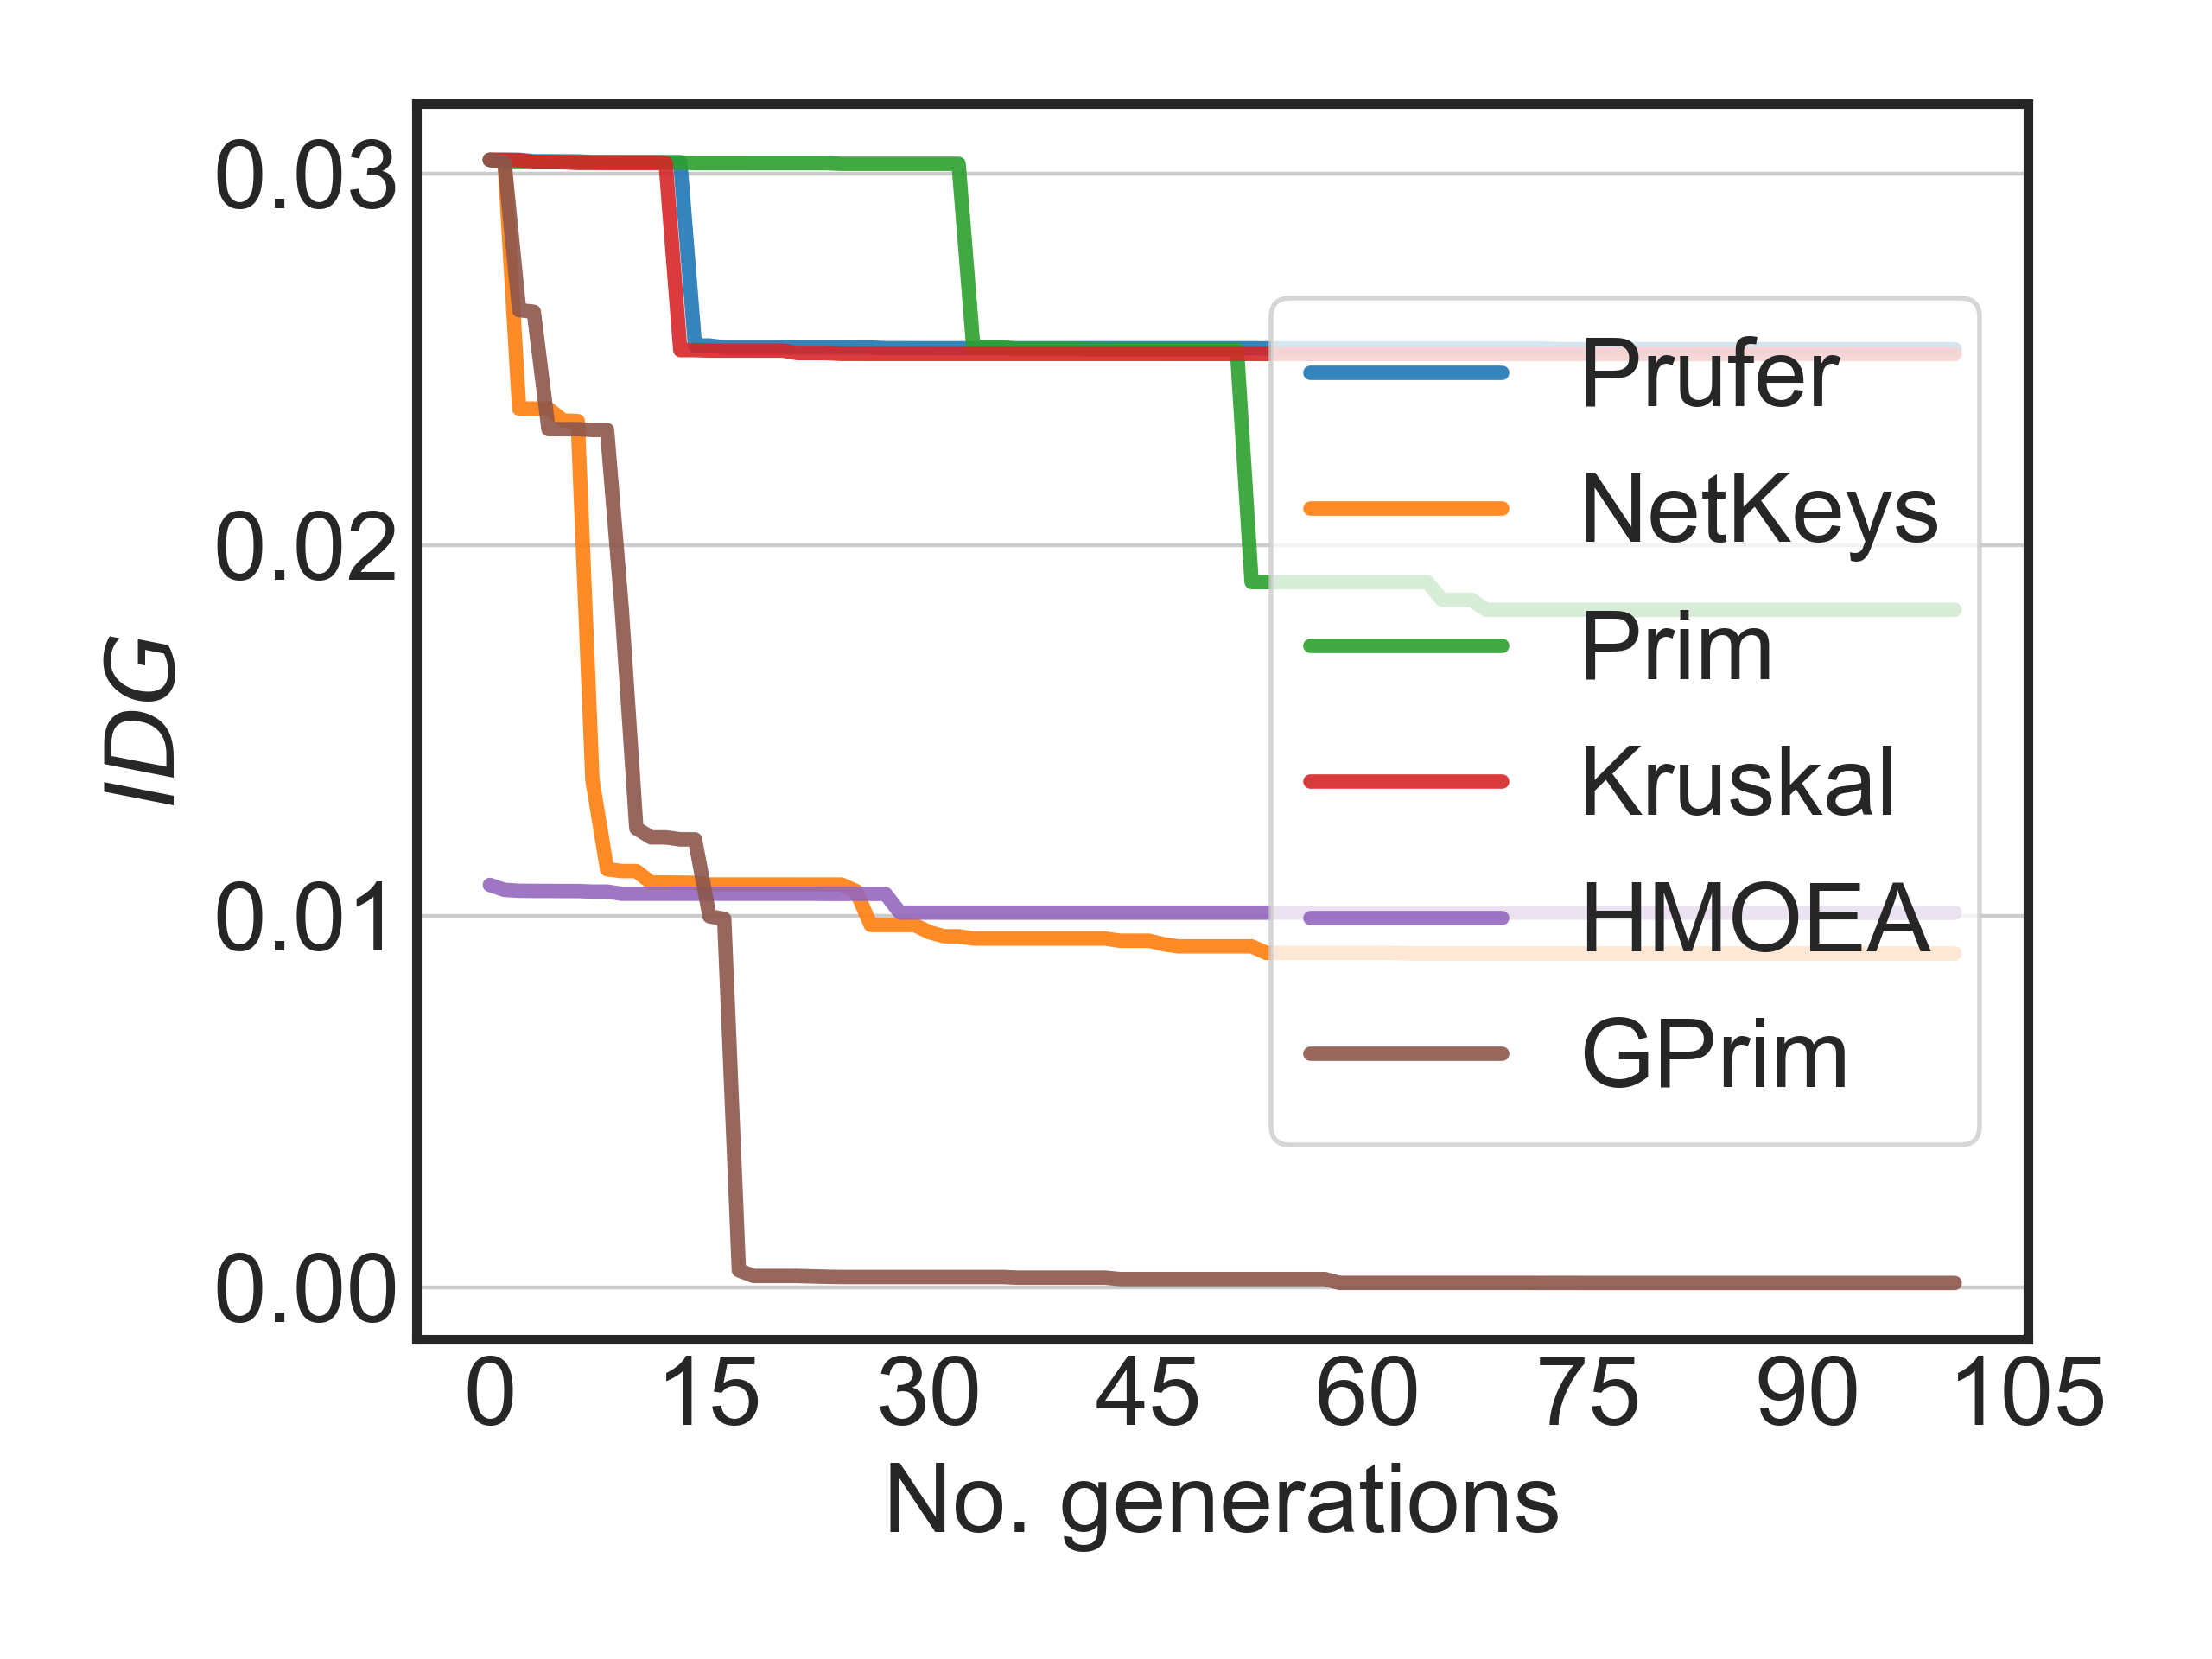 IDG
0.03
0.02
0.01
0.00
0 15 30 45 60 75 90 105
No. generations
Prufer
NetKeys
Prim
Kruskal
HMOEA
GPrim